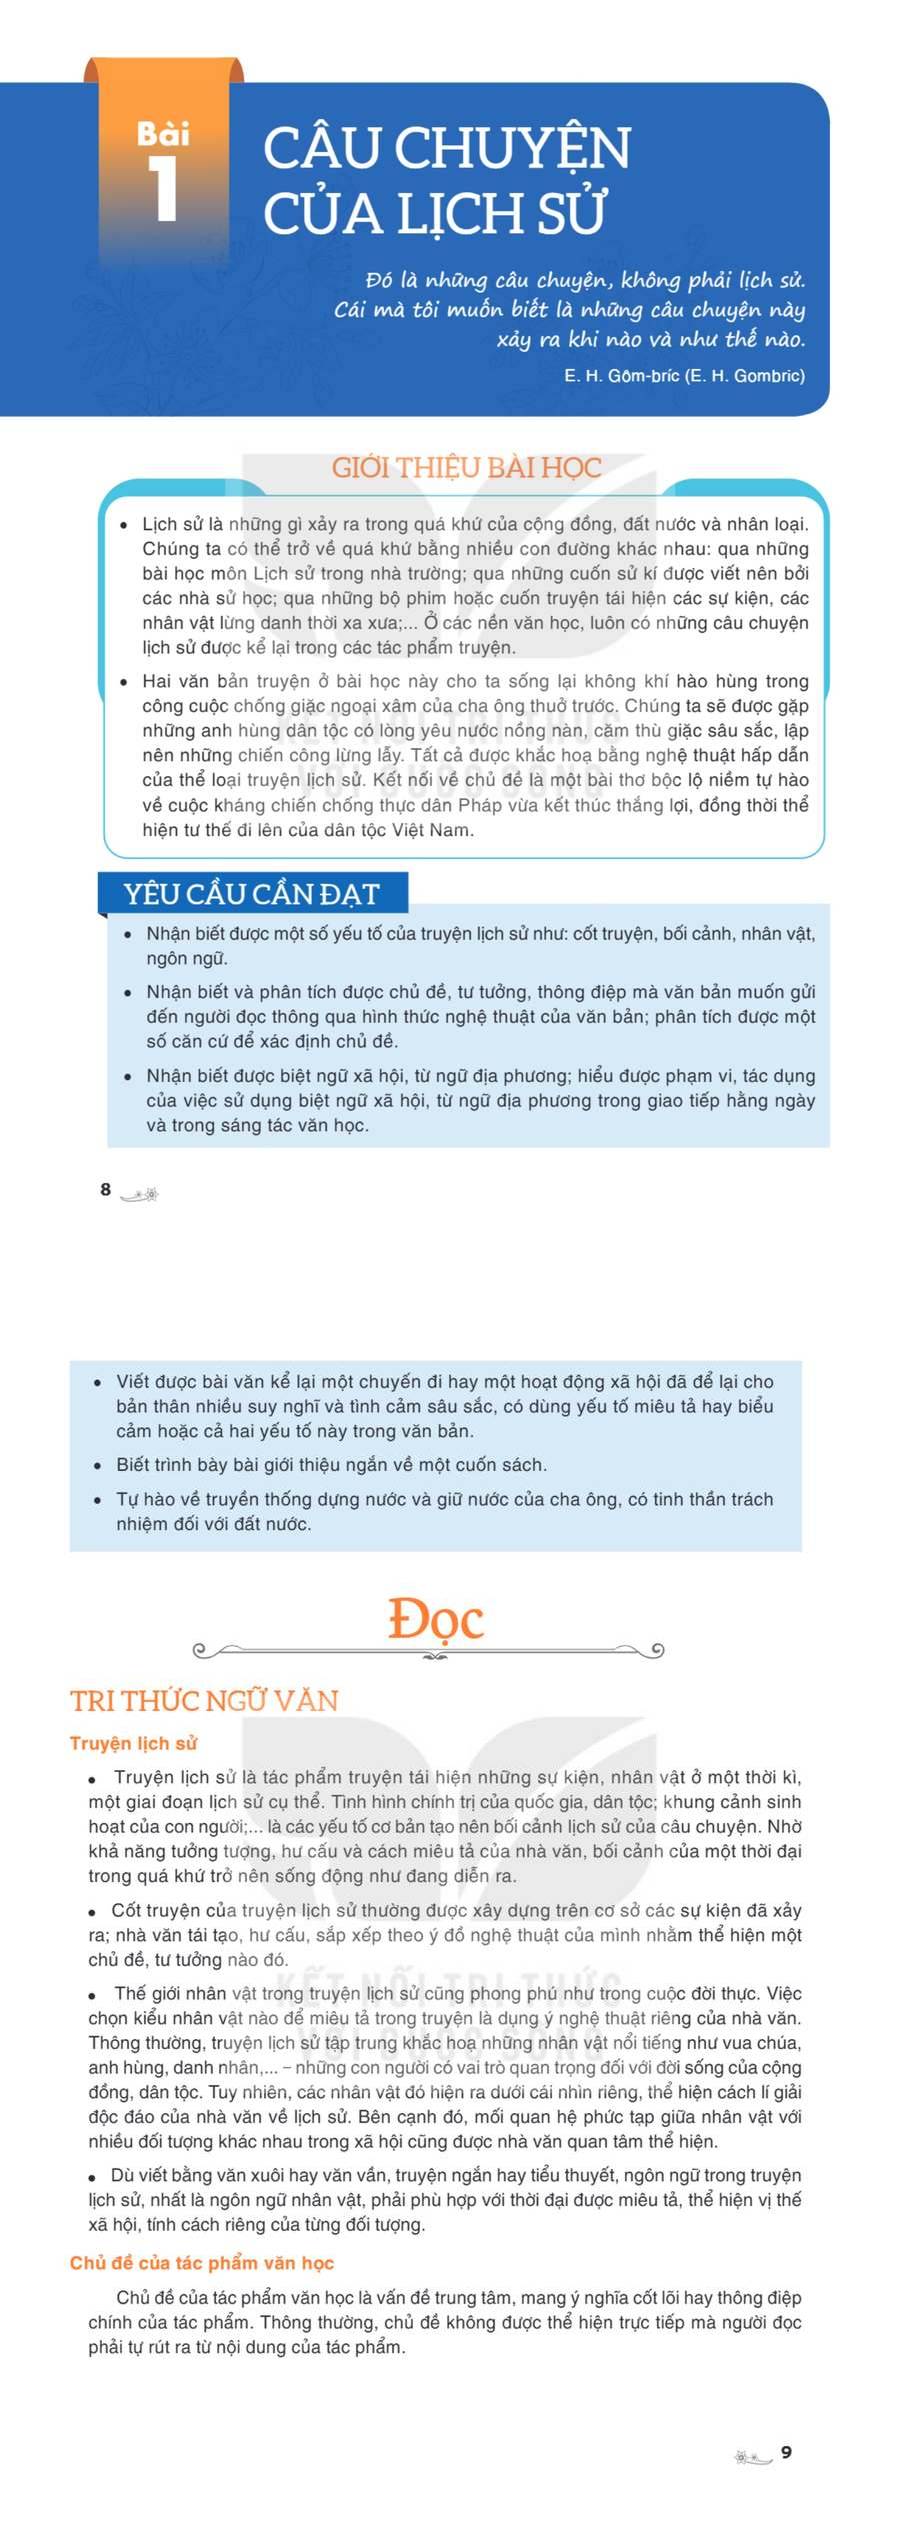 Bài
1
CÂU CHUYỆN
CỦA LỊCH SỬ
Đó là những câu chuyện, không phải lịch sử.
Cái mà tôi muốn biết là những câu chuyện này
xảy ra khi nào và như thế nào.
E. H. Gôm-bríc (E. H. Gombric)
GIỚI THIỆU BÀI HỌC
• Lịch sử là những gì xảy ra trong quá khứ của cộng đồng, đất nước và nhân loại.
Chúng ta có thể trở về quá khứ bằng nhiều con đường khác nhau: qua những
bài học môn Lịch sử trong nhà trường; qua những cuốn sử kí được viết nên bởi
các nhà sử học; qua những bộ phim hoặc cuốn truyện tái hiện các sự kiện, các
nhân vật lừng danh thời xa xưa;... Ở các nền văn học, luôn có những câu chuyện
lịch sử được kể lại trong các tác phẩm truyện.
• Hai văn bản truyện ở bài học này cho ta sống lại không khí hào hùng trong
công cuộc chống giặc ngoại xâm của cha ông thuở trước. Chúng ta sẽ được gặp
những anh hùng dân tộc có lòng yêu nước nồng nàn, căm thù giặc sâu sắc, lập
nên những chiến công lừng lẫy. Tất cả được khắc hoạ bằng nghệ thuật hấp dẫn
của thể loại truyện lịch sử. Kết nối về chủ đề là một bài thơ bộc lộ niềm tự hào
về cuộc kháng chiến chống thực dân Pháp vừa kết thúc thắng lợi, đồng thời thể
hiện tư thế đi lên của dân tộc Việt Nam.
KẾT NỐI TRI THỨC
VỚI CUỘC SỐNG
YÊU CẦU CẦN ĐẠT
• Nhận biết được một số yếu tố của truyện lịch sử như: cốt truyện, bối cảnh, nhân vật,
ngôn ngữ.
• Nhận biết và phân tích được chủ đề, tư tưởng, thông điệp mà văn bản muốn gửi
đến người đọc thông qua hình thức nghệ thuật của văn bản; phân tích được một
số căn cứ để xác định chủ đề.
• Nhận biết được biệt ngữ xã hội, từ ngữ địa phương; hiểu được phạm vi, tác dụng
của việc sử dụng biệt ngữ xã hội, từ ngữ địa phương trong giao tiếp hằng ngày
và trong sáng tác văn học.
8
• Viết được bài văn kể lại một chuyến đi hay một hoạt động xã hội đã để lại cho
bản thân nhiều suy nghĩ và tình cảm sâu sắc, có dùng yếu tố miêu tả hay biểu
cảm hoặc cả hai yếu tố này trong văn bản.
• Biết trình bày bài giới thiệu ngắn về một cuốn sách.
• Tự hào về truyền thống dựng nước và giữ nước của cha ông, có tinh thần trách
nhiệm đối với đất nước.
Đọc
TRI THỨC NGỮ VĂN
Truyện lịch sử
• Truyện lịch sử là tác phẩm truyện tái hiện những sự kiện, nhân vật ở một thời kì,
một giai đoạn lịch sử cụ thể. Tình hình chính trị của quốc gia, dân tộc; khung cảnh sinh
hoạt của con người;... là các yếu tố cơ bản tạo nên bối cảnh lịch sử của câu chuyện. Nhờ
khả năng tưởng tượng, hư cấu và cách miêu tả của nhà văn, bối cảnh của một thời đại
trong quá khứ trở nên sống động như đang diễn ra.
• Cốt truyện của truyện lịch sử thường được xây dựng trên cơ sở các sự kiện đã xảy
ra; nhà văn tái tạo, hư cấu, sắp xếp theo ý đồ nghệ thuật của mình nhằm thể hiện một
chủ đề, tư tưởng nào đó.
• Thế giới nhân vật trong truyện lịch sử cũng phong phú như trong cuộc đời thực. Việc
chọn kiểu nhân vật nào để miêu tả trong truyện là dụng ý nghệ thuật riêng của nhà văn.
Thông thường, truyện lịch sử tập trung khắc hoạ những nhân vật nổi tiếng như vua chúa,
anh hùng, danh nhân,... – những con người có vai trò quan trọng đối với đời sống của cộng
đồng, dân tộc. Tuy nhiên, các nhân vật đó hiện ra dưới cái nhìn riêng, thể hiện cách lí giải
độc đáo của nhà văn về lịch sử. Bên cạnh đó, mối quan hệ phức tạp giữa nhân vật với
nhiều đối tượng khác nhau trong xã hội cũng được nhà văn quan tâm thể hiện.
• Dù viết bằng văn xuôi hay văn vần, truyện ngắn hay tiểu thuyết, ngôn ngữ trong truyện
lịch sử, nhất là ngôn ngữ nhân vật, phải phù hợp với thời đại được miêu tả, thể hiện vị thế
xã hội, tính cách riêng của từng đối tượng.
KẾT NỐI TRI THỨC
VỚI CUỘC SỐNG
Chủ đề của tác phẩm văn học
Chủ đề của tác phẩm văn học là vấn đề trung tâm, mang ý nghĩa cốt lõi hay thông điệp
chính của tác phẩm. Thông thường, chủ đề không được thể hiện trực tiếp mà người đọc
phải tự rút ra từ nội dung của tác phẩm.
9